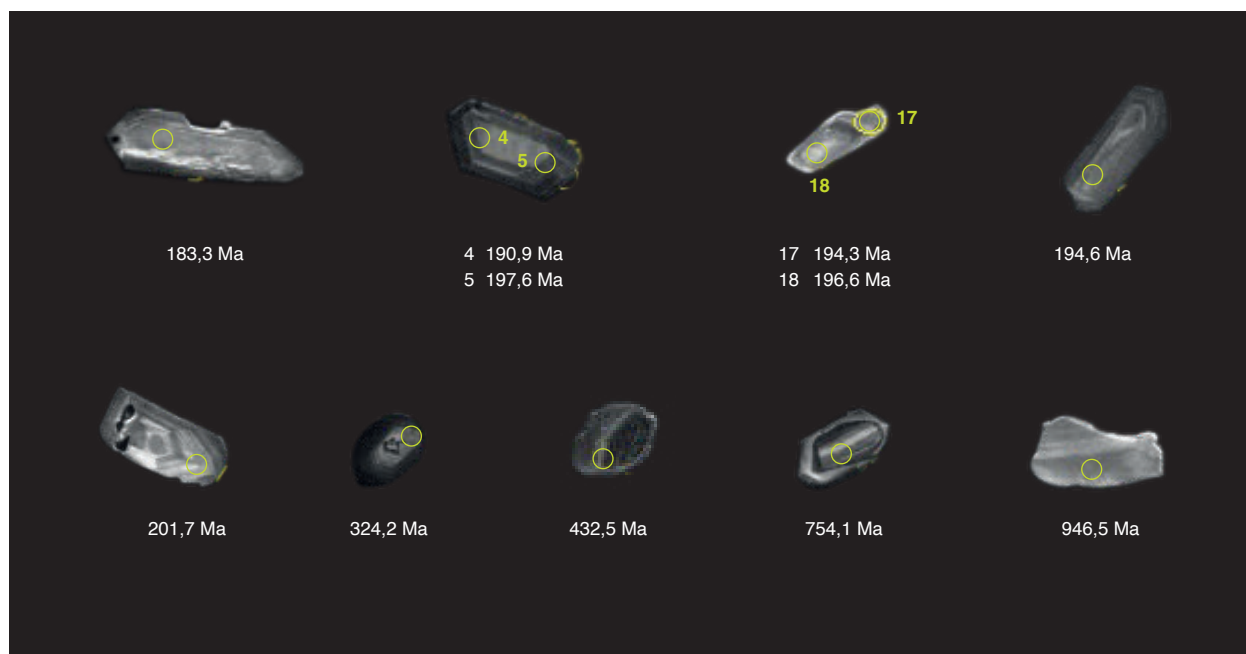 4
5
17
18
183,3 Ma
4 190,9 Ma
5 197,6 Ma
17 194,3 Ma
18 196,6 Ma
194,6 Ma
201,7 Ma
324,2 Ma
432,5 Ma
754,1 Ma
946,5 Ma